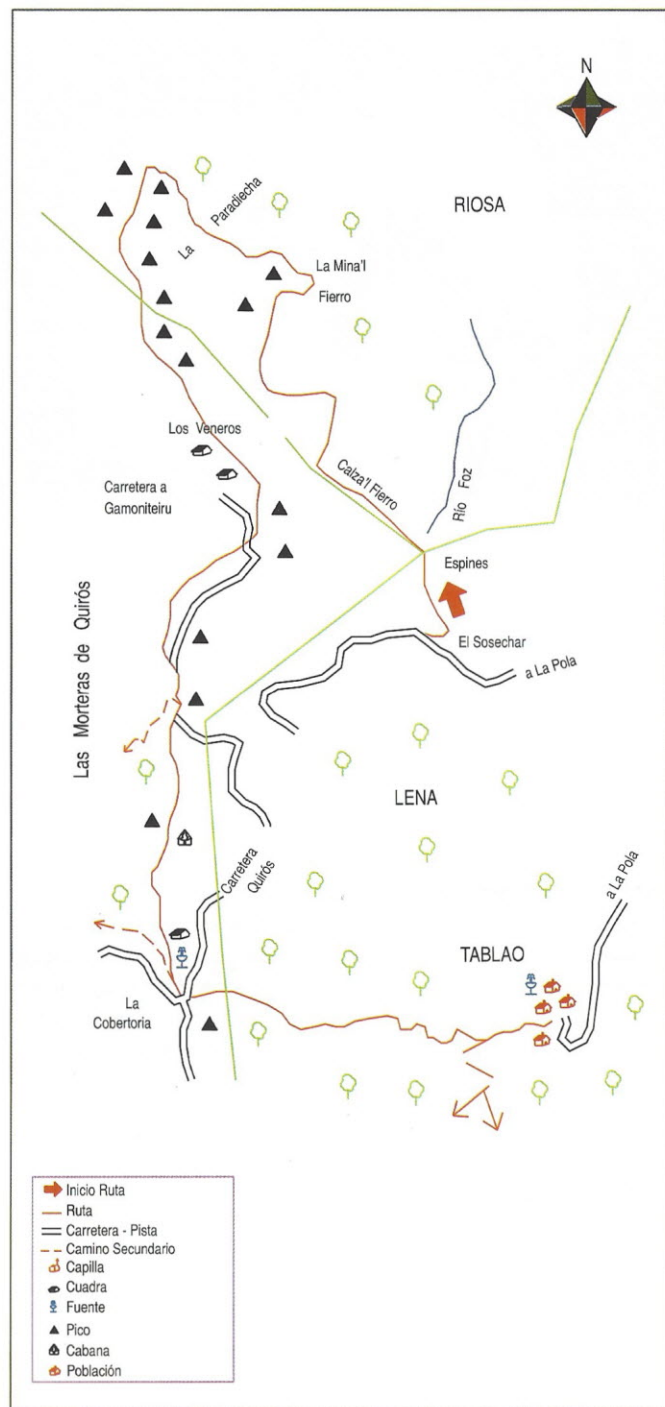 N
RIOSA
La Paradiecha
La Mina'l
Fierro
Los Veneros
Calza'l Fierro
Río Foz
Carretera a
Gamoniteiru
Espines
El Sosechar
a La Pola
Las Morteras de Quirós
LENA
Carretera
Quirós
a La Pola
TABLAO
La
Cobertoria
Inicio Ruta
Ruta
Carretera - Pista
Camino Secundario
Capilla
Cuadra
Fuente
Pico
Cabana
Población